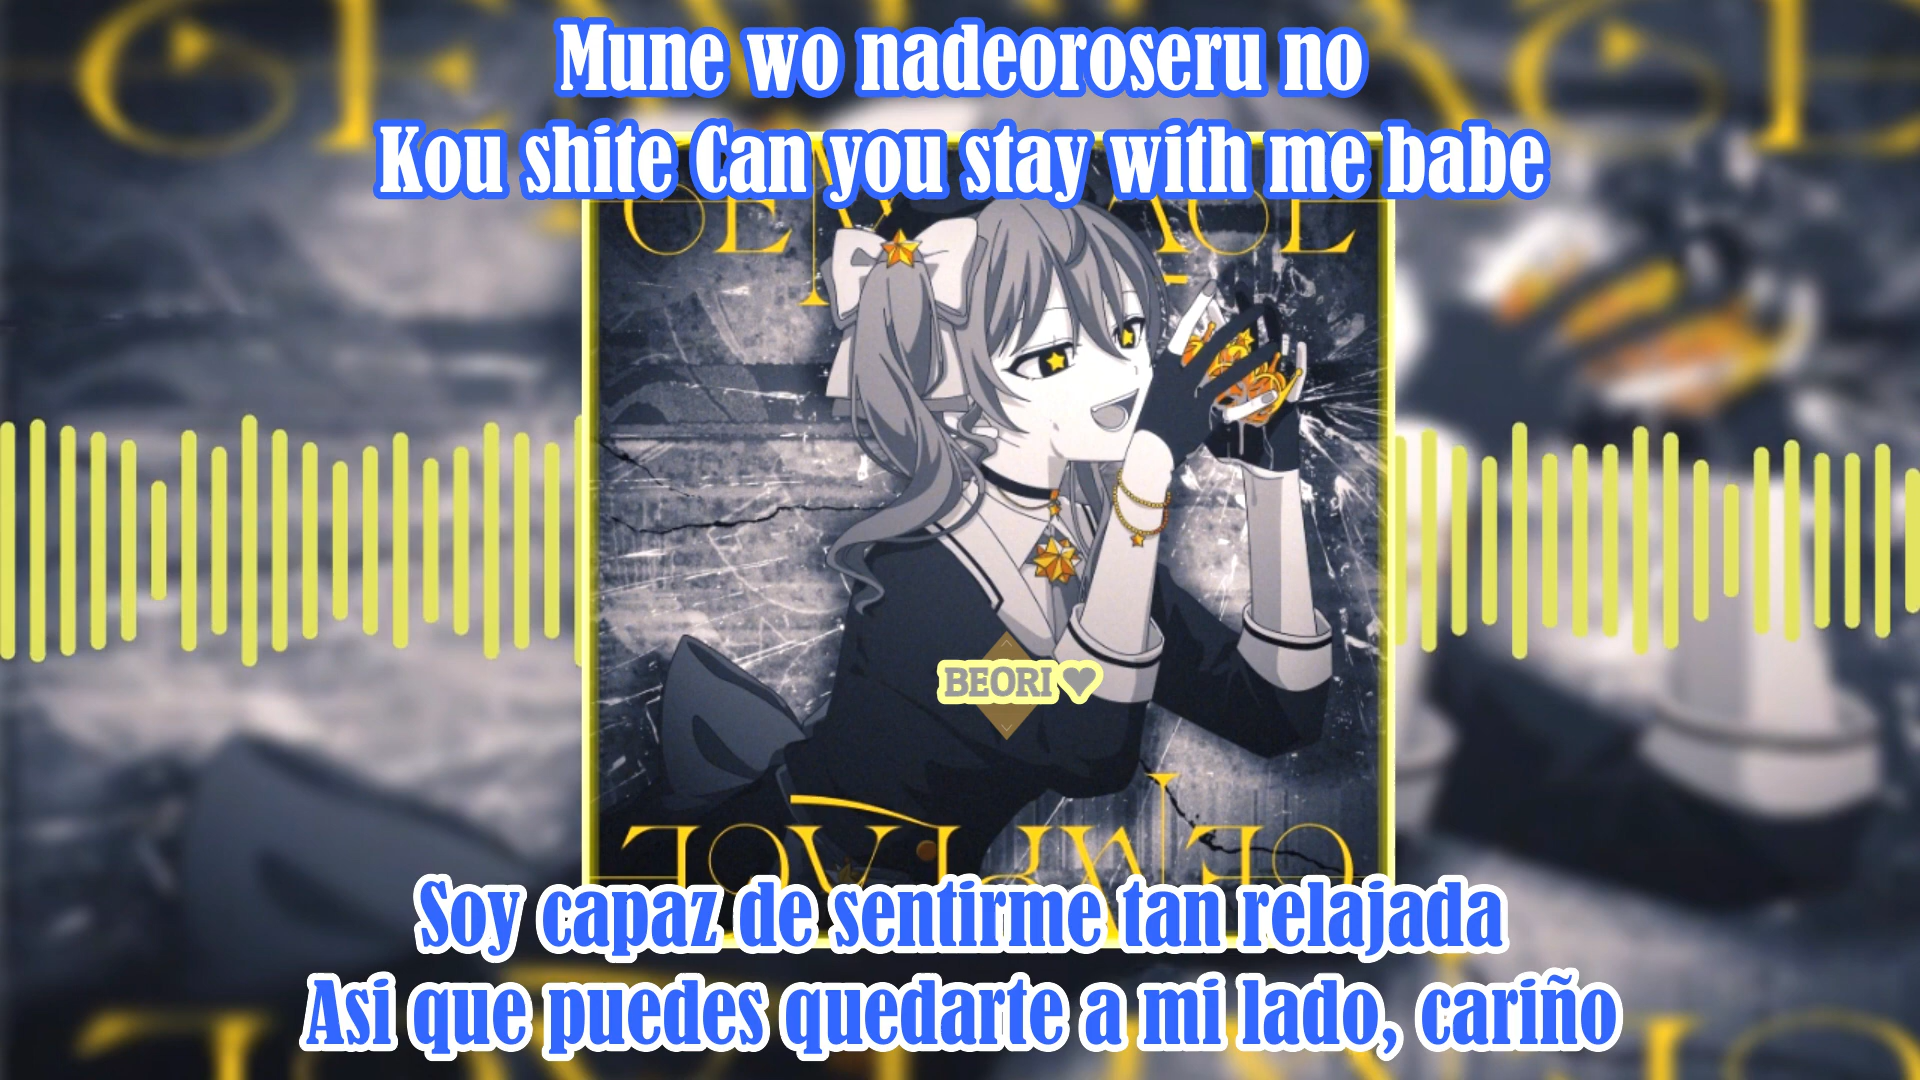 Mune wo nadeoroseru no
Kou shite Can you stay with me babe
BEORI
Soy capaz de sentirme tan relajada
Asi que puedes quedarte a mi lado, cariño